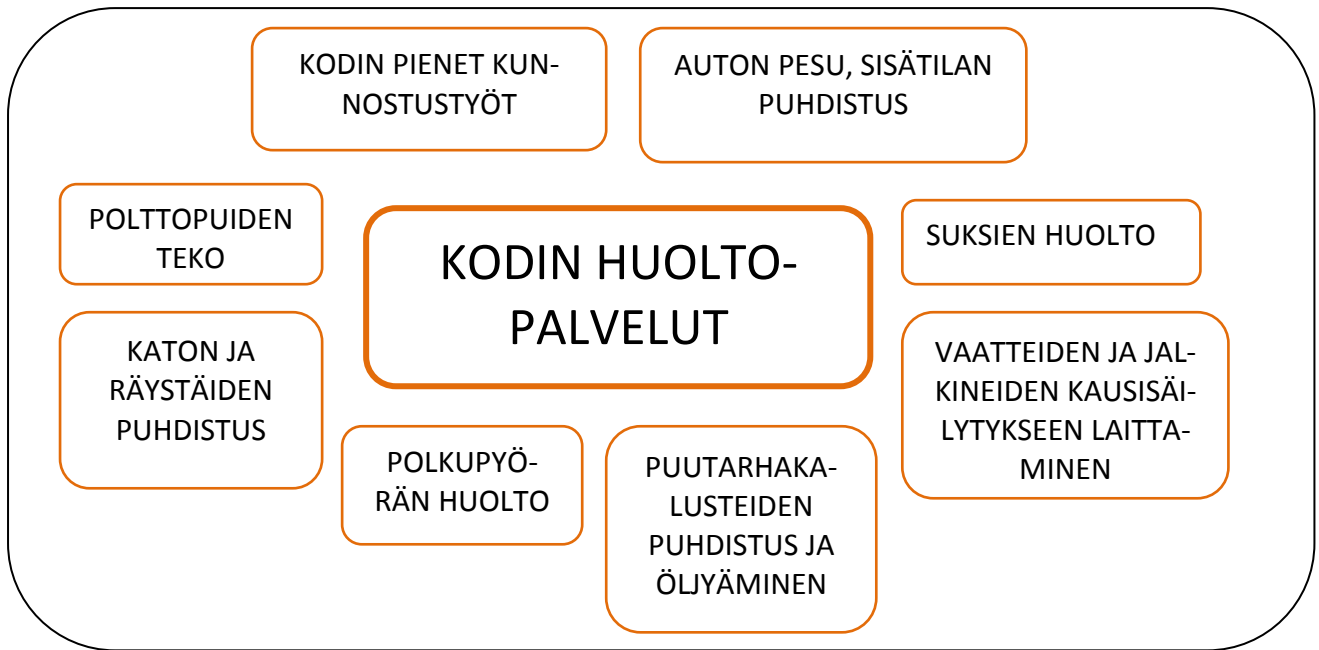 KODIN PIENET KUN-
NOSTUSTYÖT
AUTON PESU, SISÄTILAN
PUHDISTUS
POLTTOPUIDEN
TEKO
KODIN HUOLTO-
PALVELUT
SUKSIEN HUOLTO
KATON JA
RÄYSTÄIDEN
PUHDISTUS
VAATTEIDEN JA JAL-
KINEIDEN KAUSISÄI-
LYTYKSEEN LAITTA-
MINEN
POLKUPYÖ-
RÄN HUOLTO
PUUTARHAKA-
LUSTEIDEN
PUHDISTUS JA
ÖLJYÄMINEN